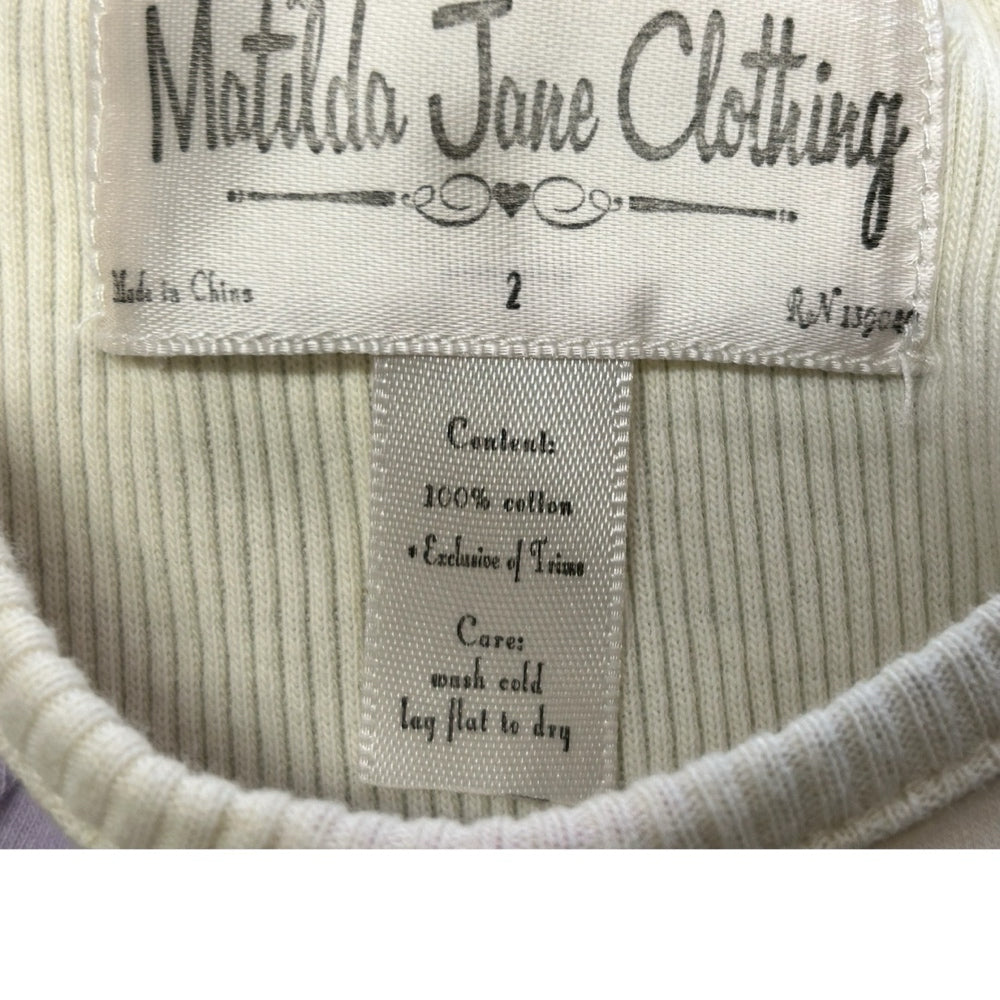 Matilda Jane Clothing
Made in China 2 RN
Content:
100% cotton
* Exclusive of Trims
Care:
wash cold
lay flat to dry